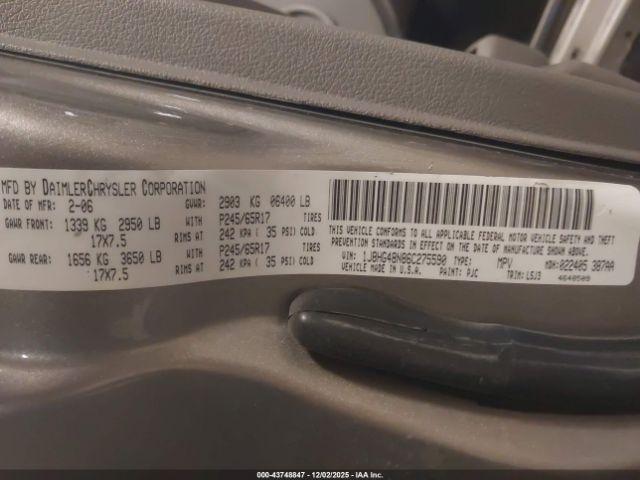 MFD BY DAIMLERCHRYSLER CORPORATION
DATE OF MFR: 2-06 GVWR: 2903 KG 06400 LB
GAWR FRONT: 1339 KG 2950 LB WITH P245/65R17 TIRES
17X7.5 RIMS AT 242 KPA ( 35 PSI) COLD
GAWR REAR: 1656 KG 3650 LB WITH P245/65R17 TIRES
17X7.5 RIMS AT 242 KPA ( 35 PSI) COLD
THIS VEHICLE CONFORMS TO ALL APPLICABLE FEDERAL MOTOR VEHICLE SAFETY AND THEFT
PREVENTION STANDARDS IN EFFECT ON THE DATE OF MANUFACTURE SHOWN ABOVE.
VIN: 1J8HG48N86C275590 TYPE: MPV MDH: 022405 387AA
VEHICLE MADE IN U.S.A. PAINT: PJC TRIM: L5J3
4648509
000-43748847 | 12/02/2025 | IAA Inc.